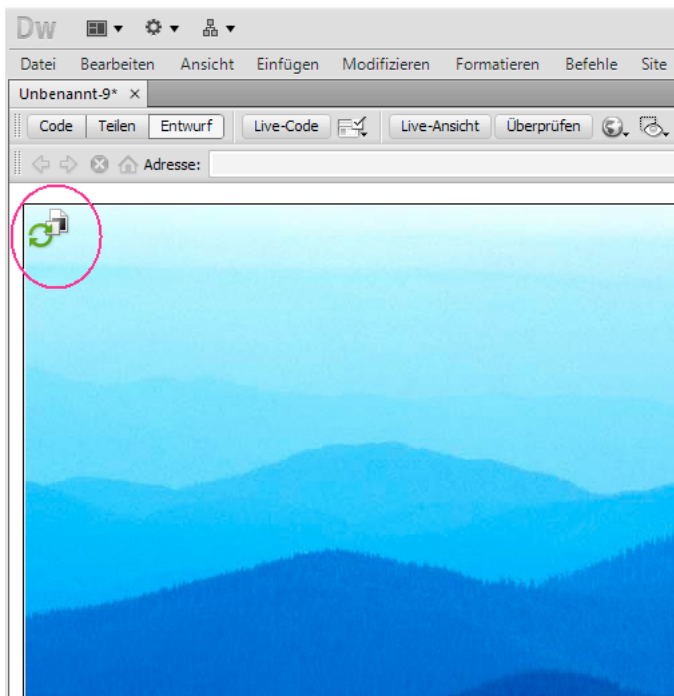 Dw
Datei Bearbeiten Ansicht Einfügen Modifizieren Formatieren Befehle Site
Unbenannt-9* ×
Code Teilen Entwurf Live-Code Live-Ansicht Überprüfen
Adresse: